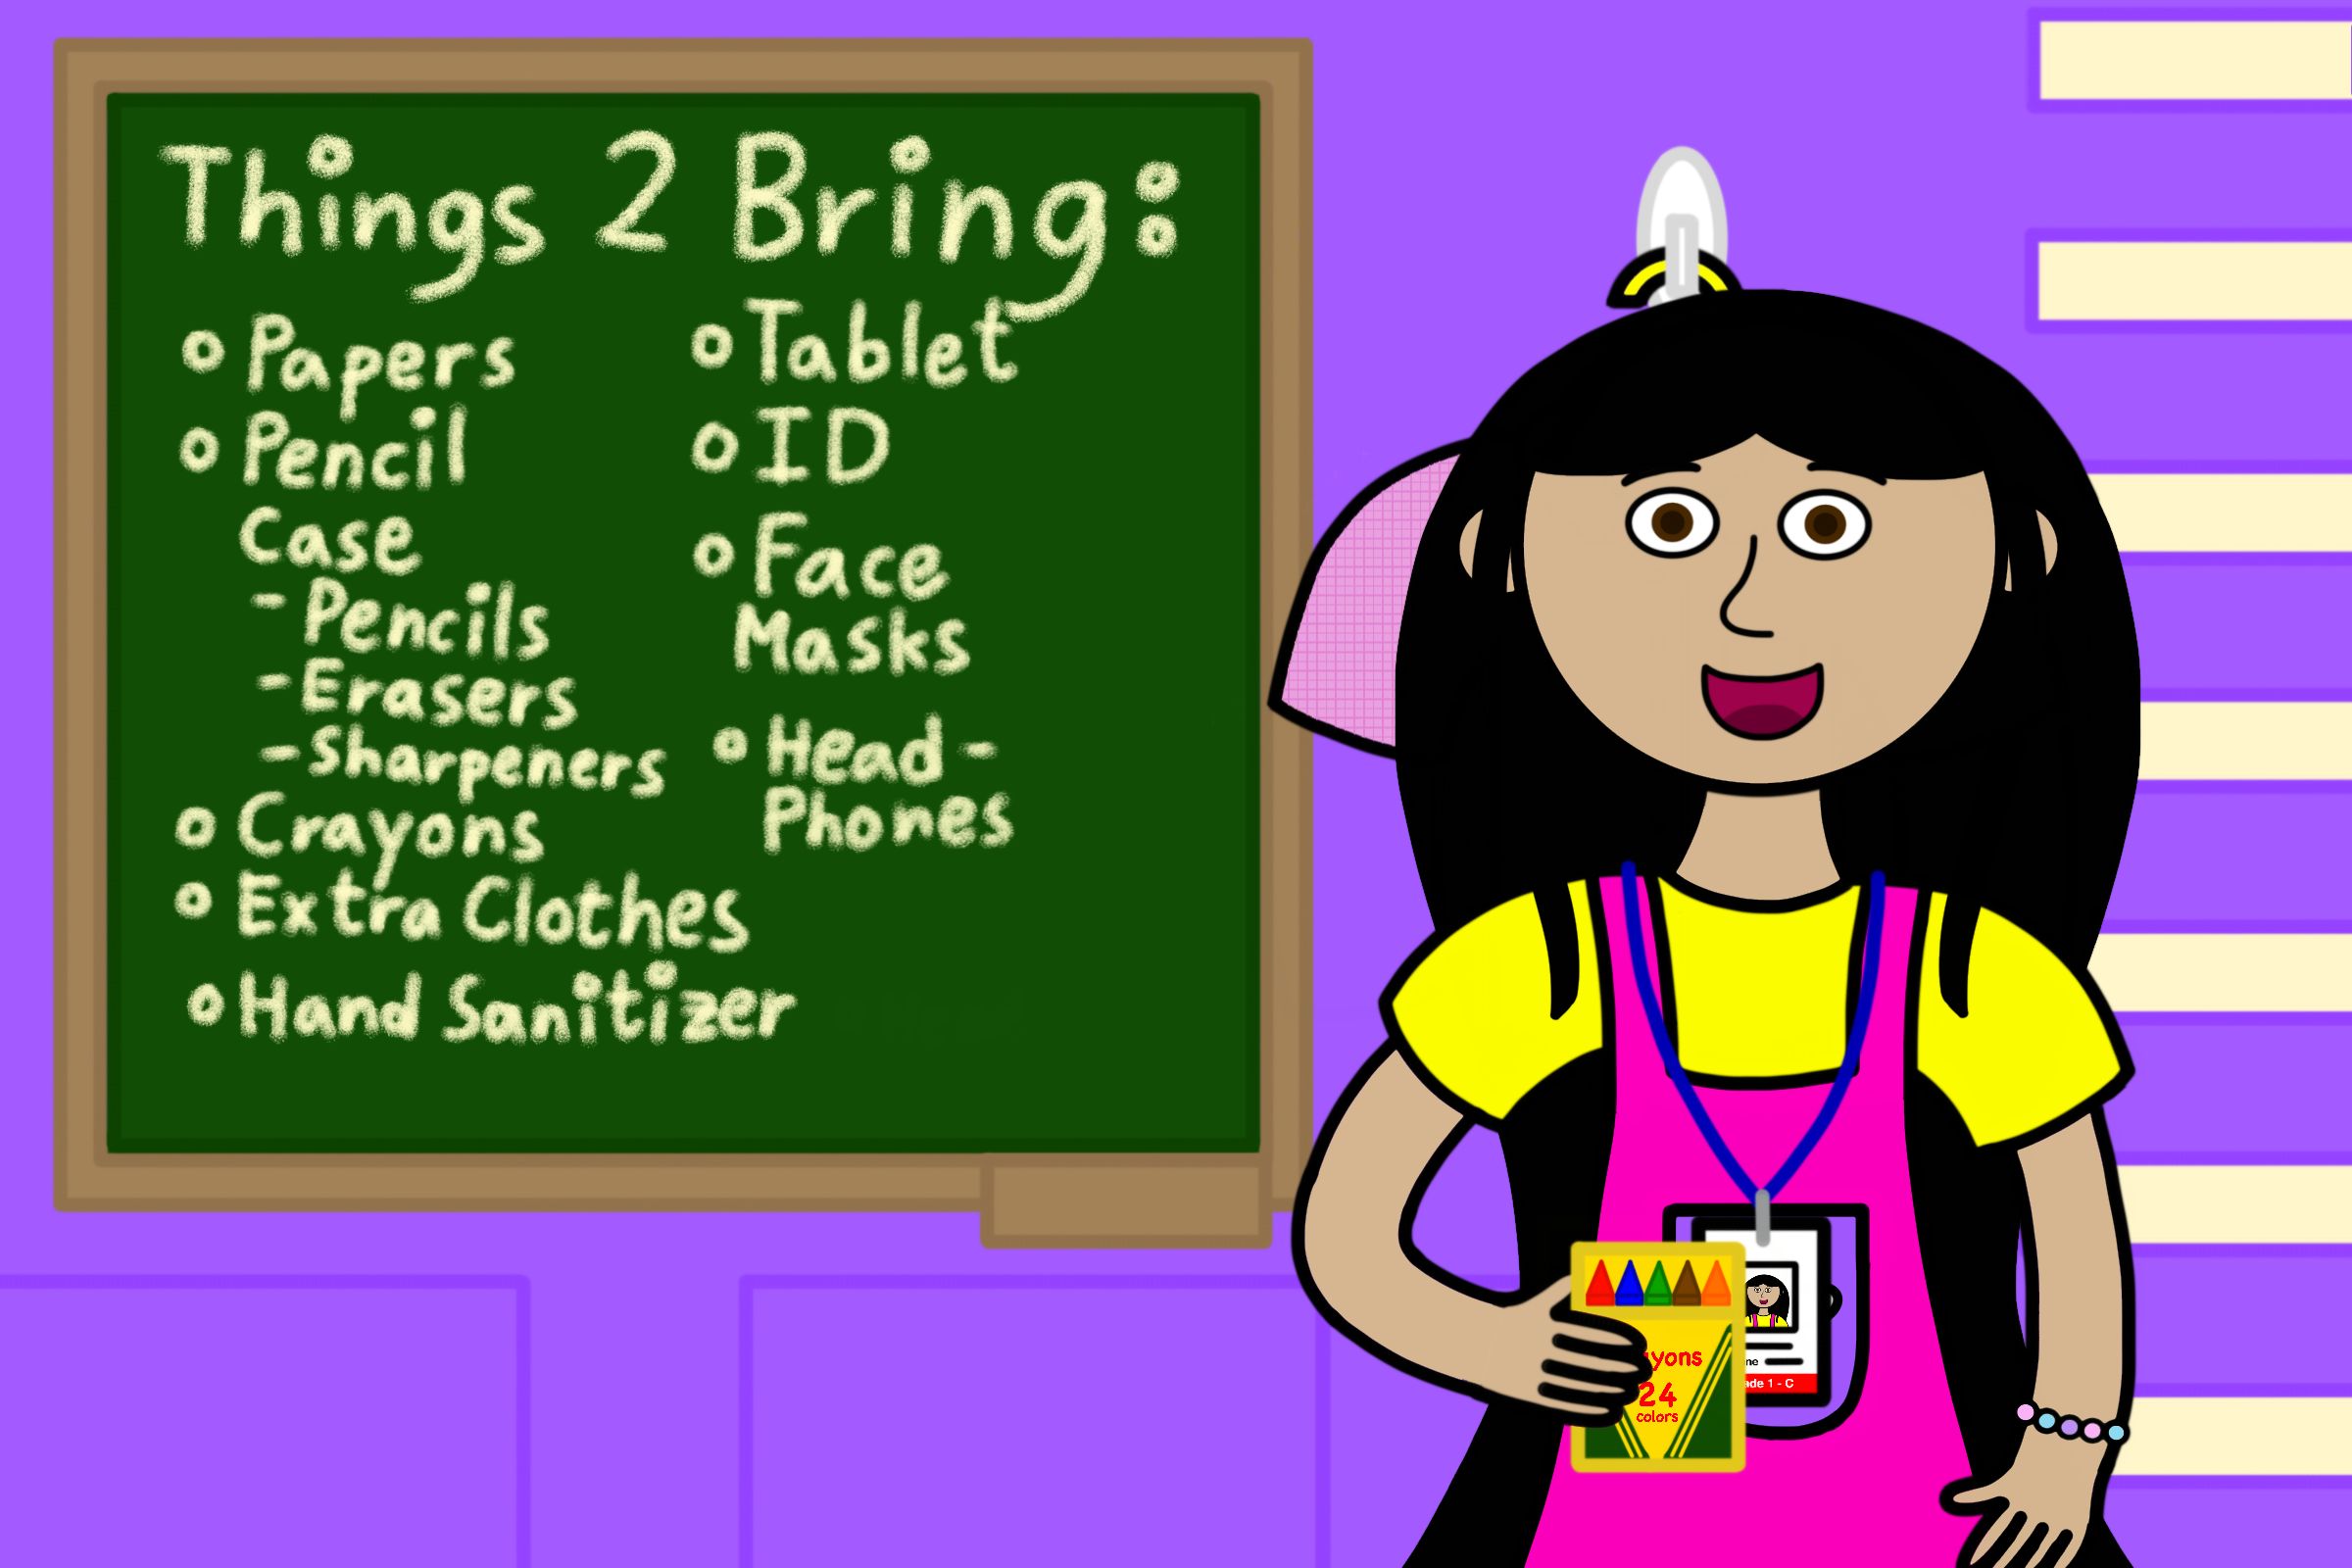 Things 2 Bring:
○ Papers
○ Pencil
Case
- Pencils
- Erasers
- Sharpeners
○ Crayons
○ Extra Clothes
○ Hand Sanitizer
○ Tablet
○ ID
○ Face
Masks
○ Head-
Phones
yons
24
colors
me
ade 1 - C